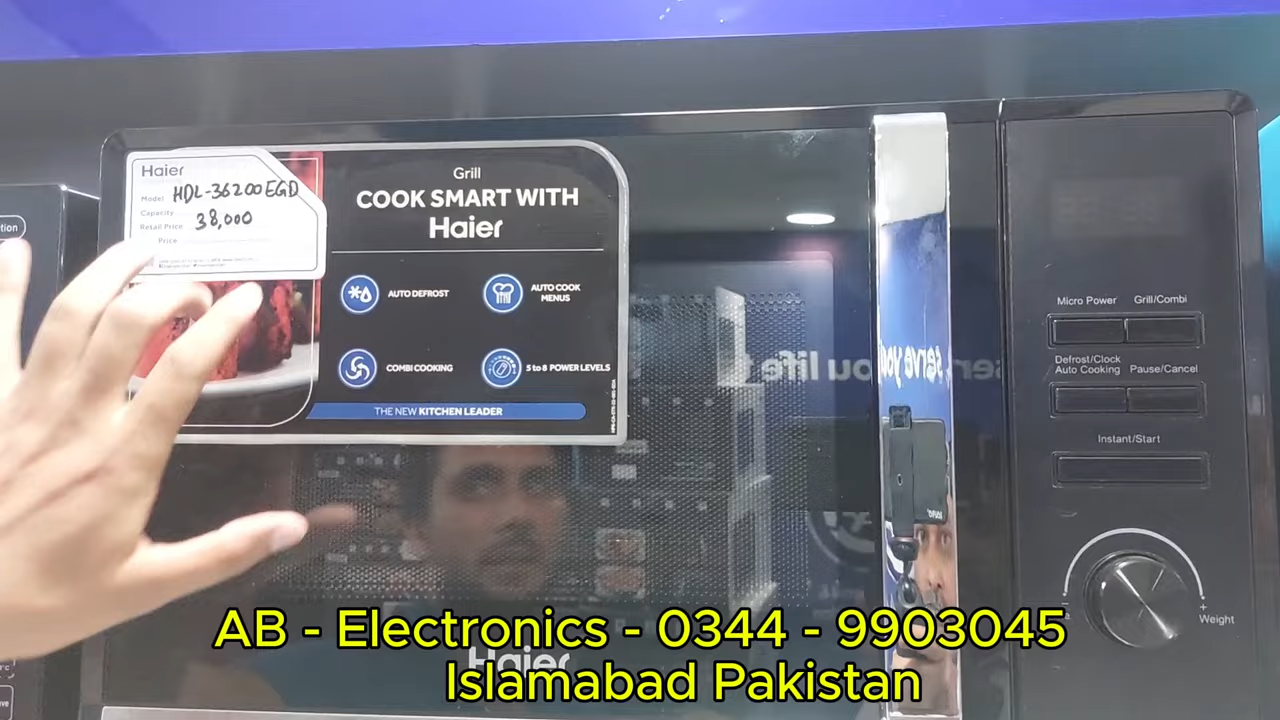 Haier
Model HDL-36200EGD
Capacity
Retail Price 38,000
Price
Grill
COOK SMART WITH
Haier
AUTO DEFROST
AUTO COOK
MENUS
COMBI COOKING
5 to 8 POWER LEVELS
THE NEW KITCHEN LEADER
tion
Micro Power Grill/Combi
Defrost/Clock
Auto Cooking Pause/Cancel
Instant/Start
+
Weight
AB - Electronics - 0344 - 9903045
Haier
Islamabad Pakistan